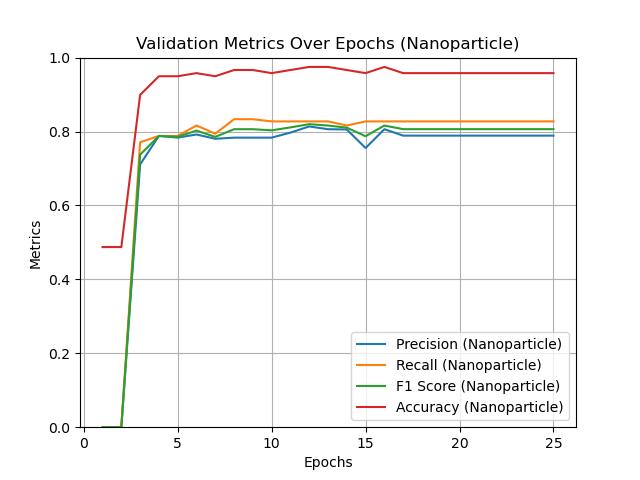 Validation Metrics Over Epochs (Nanoparticle)
1.0
0.8
0.6
0.4
0.2
0.0
Metrics
0
5
10
15
20
25
Epochs
Precision (Nanoparticle)
Recall (Nanoparticle)
F1 Score (Nanoparticle)
Accuracy (Nanoparticle)